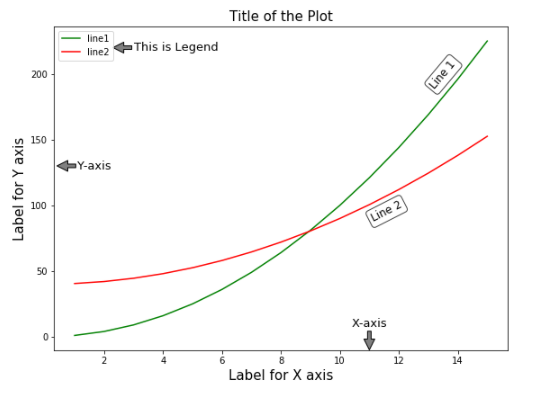 Title of the Plot
line1
line2
This is Legend
Line 1
200
150
Y-axis
100
Line 2
50
0
X-axis
2 4 6 8 10 12 14
Label for X axis
Label for Y axis